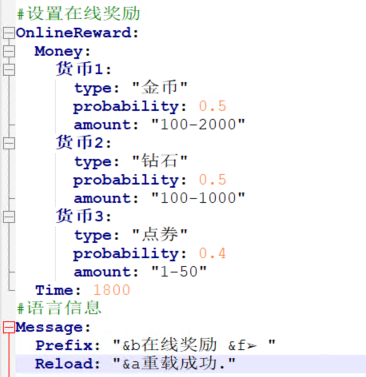 #设置在线奖励
OnlineReward:
Money:
货币1:
type: "金币"
probability: 0.5
amount: "100-2000"
货币2:
type: "钻石"
probability: 0.5
amount: "100-1000"
货币3:
type: "点券"
probability: 0.4
amount: "1-50"
Time: 1800
#语言信息
Message:
Prefix: "&b在线奖励 &f➢ "
Reload: "&a重载成功."